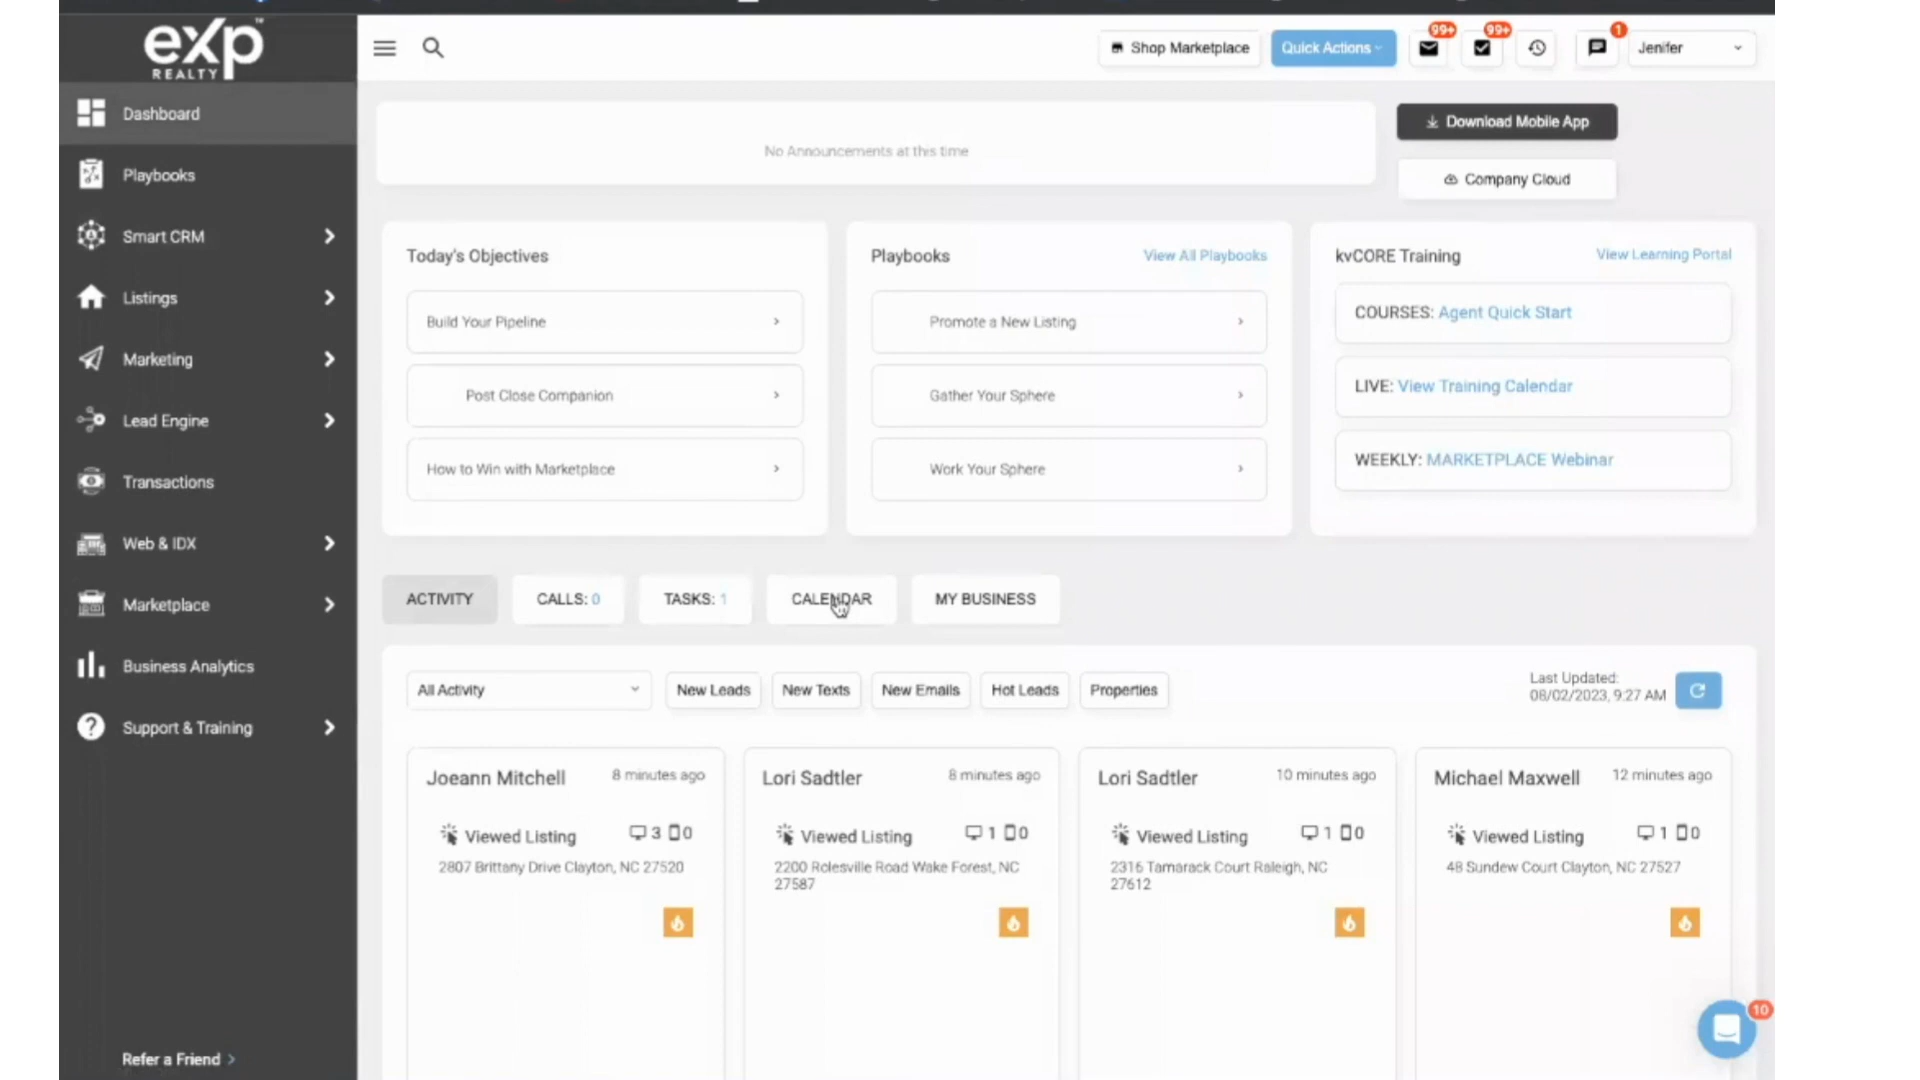 eXp™
REALTY
Shop Marketplace
Quick Actions
99+
99+
1
Jenifer
Dashboard
Playbooks
Smart CRM
Listings
Marketing
Lead Engine
Transactions
Web & IDX
Marketplace
Business Analytics
Support & Training
Refer a Friend >
No Announcements at this time
Download Mobile App
Company Cloud
Today's Objectives
Build Your Pipeline
Post Close Companion
How to Win with Marketplace
Playbooks
View All Playbooks
Promote a New Listing
Gather Your Sphere
Work Your Sphere
kvCORE Training
View Learning Portal
COURSES: Agent Quick Start
LIVE: View Training Calendar
WEEKLY: MARKETPLACE Webinar
ACTIVITY
CALLS: 0
TASKS: 1
CALENDAR
MY BUSINESS
All Activity
New Leads
New Texts
New Emails
Hot Leads
Properties
Last Updated:
08/02/2023, 9:27 AM
Joeann Mitchell
8 minutes ago
Viewed Listing
3 0
2807 Brittany Drive Clayton, NC 27520
Lori Sadtler
8 minutes ago
Viewed Listing
1 0
2200 Rolesville Road Wake Forest, NC
27587
Lori Sadtler
10 minutes ago
Viewed Listing
1 0
2316 Tamarack Court Raleigh, NC
27612
Michael Maxwell
12 minutes ago
Viewed Listing
1 0
48 Sundew Court Clayton, NC 27527
10